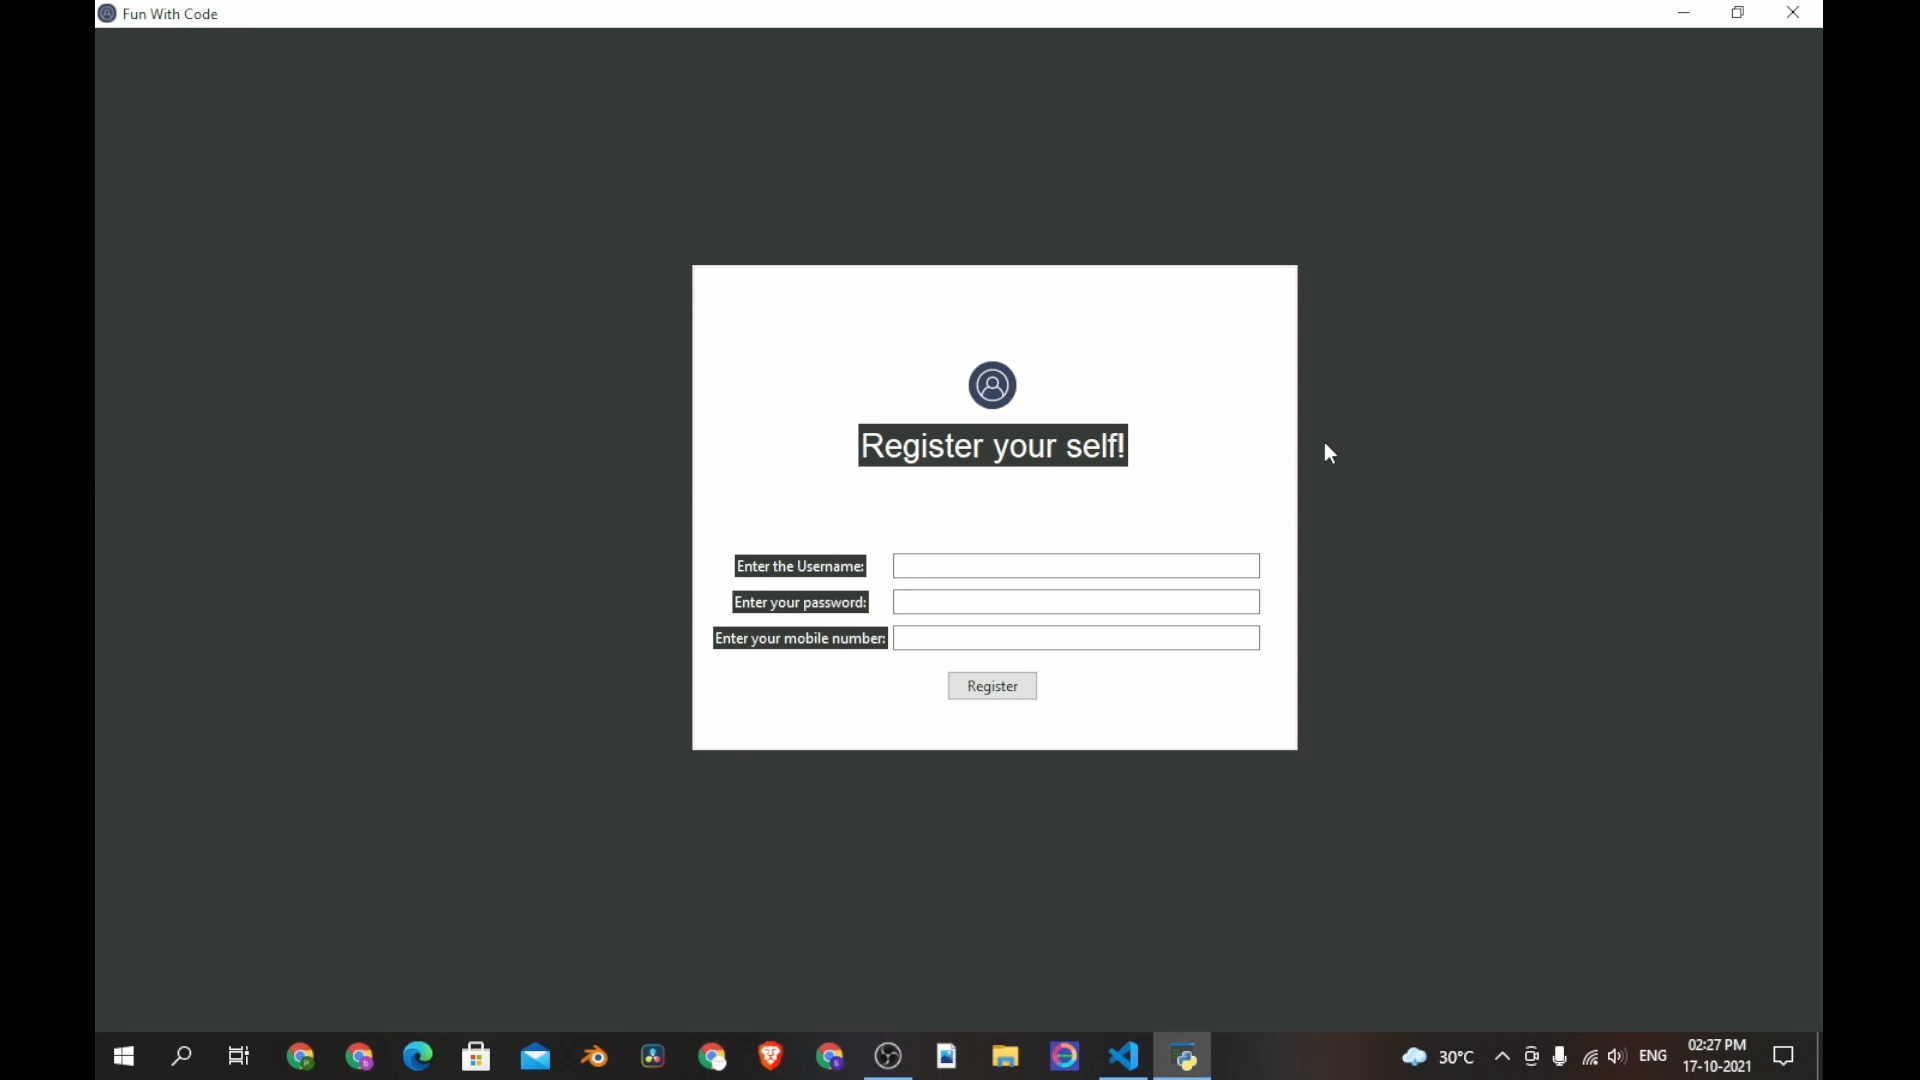 Fun With Code
Register your self!
Enter the Username:
Enter your password:
Enter your mobile number:
Register
30°C
ENG
02:27 PM
17-10-2021